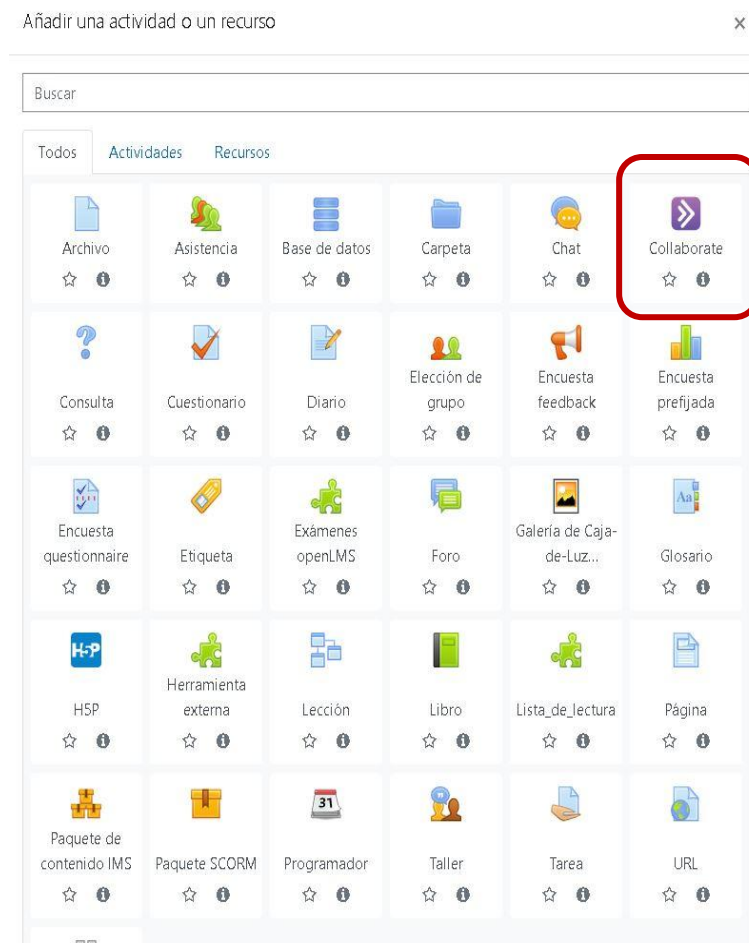 Añadir una actividad o un recurso
×
Buscar
Todos Actividades Recursos
Archivo Asistencia Base de datos Carpeta Chat Collaborate
Consulta Cuestionario Diario Elección de grupo Encuesta feedback Encuesta prefijada
Encuesta questionnaire Etiqueta Exámenes openLMS Foro Galería de Caja-de-Luz... Glosario
Aa
H5P
H5P Herramienta externa Lección Libro Lista_de_lectura Página
31
Paquete de contenido IMS Paquete SCORM Programador Taller Tarea URL